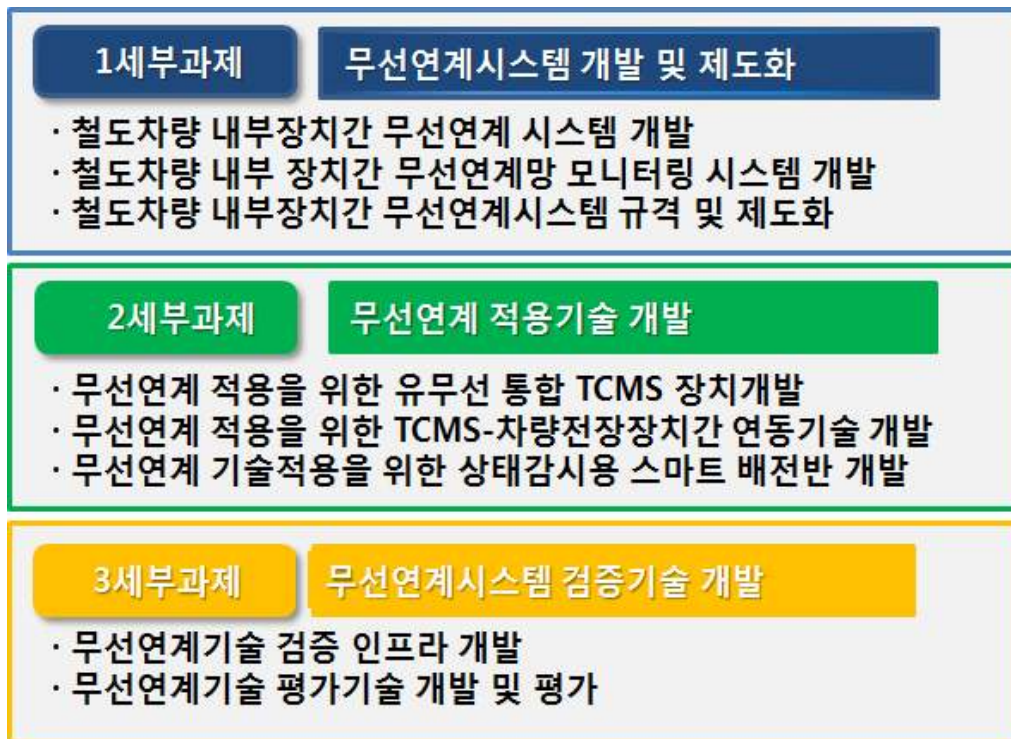 1세부과제 무선연계시스템 개발 및 제도화
· 철도차량 내부장치간 무선연계 시스템 개발
· 철도차량 내부 장치간 무선연계망 모니터링 시스템 개발
· 철도차량 내부장치간 무선연계시스템 규격 및 제도화
2세부과제 무선연계 적용기술 개발
· 무선연계 적용을 위한 유무선 통합 TCMS 장치개발
· 무선연계 적용을 위한 TCMS-차량전장장치간 연동기술 개발
· 무선연계 기술적용을 위한 상태감시용 스마트 배전반 개발
3세부과제 무선연계시스템 검증기술 개발
· 무선연계기술 검증 인프라 개발
· 무선연계기술 평가기술 개발 및 평가